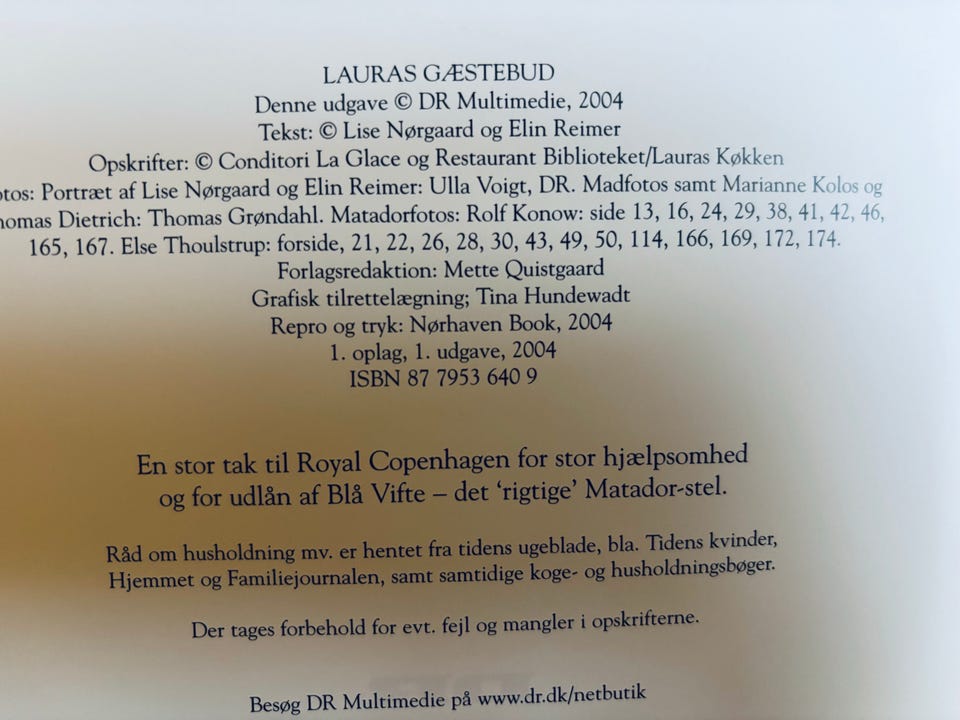 LAURAS GÆSTEBUD
Denne udgave © DR Multimedie, 2004
Tekst: © Lise Nørgaard og Elin Reimer
Opskrifter: © Conditori La Glace og Restaurant Biblioteket/Lauras Køkken
otos: Portræt af Lise Nørgaard og Elin Reimer: Ulla Voigt, DR. Madfotos samt Marianne Kolos og
homas Dietrich: Thomas Grøndahl. Matadorfotos: Rolf Konow: side 13, 16, 24, 29, 38, 41, 42, 46,
165, 167. Else Thoulstrup: forside, 21, 22, 26, 28, 30, 43, 49, 50, 114, 166, 169, 172, 174.
Forlagsredaktion: Mette Quistgaard
Grafisk tilrettelægning; Tina Hundewadt
Repro og tryk: Nørhaven Book, 2004
1. oplag, 1. udgave, 2004
ISBN 87 7953 640 9
En stor tak til Royal Copenhagen for stor hjælpsomhed
og for udlån af Blå Vifte – det ‘rigtige’ Matador-stel.
Råd om husholdning mv. er hentet fra tidens ugeblade, bla. Tidens kvinder,
Hjemmet og Familiejournalen, samt samtidige koge- og husholdningsbøger.
Der tages forbehold for evt. fejl og mangler i opskrifterne.
Besøg DR Multimedie på www.dr.dk/netbutik